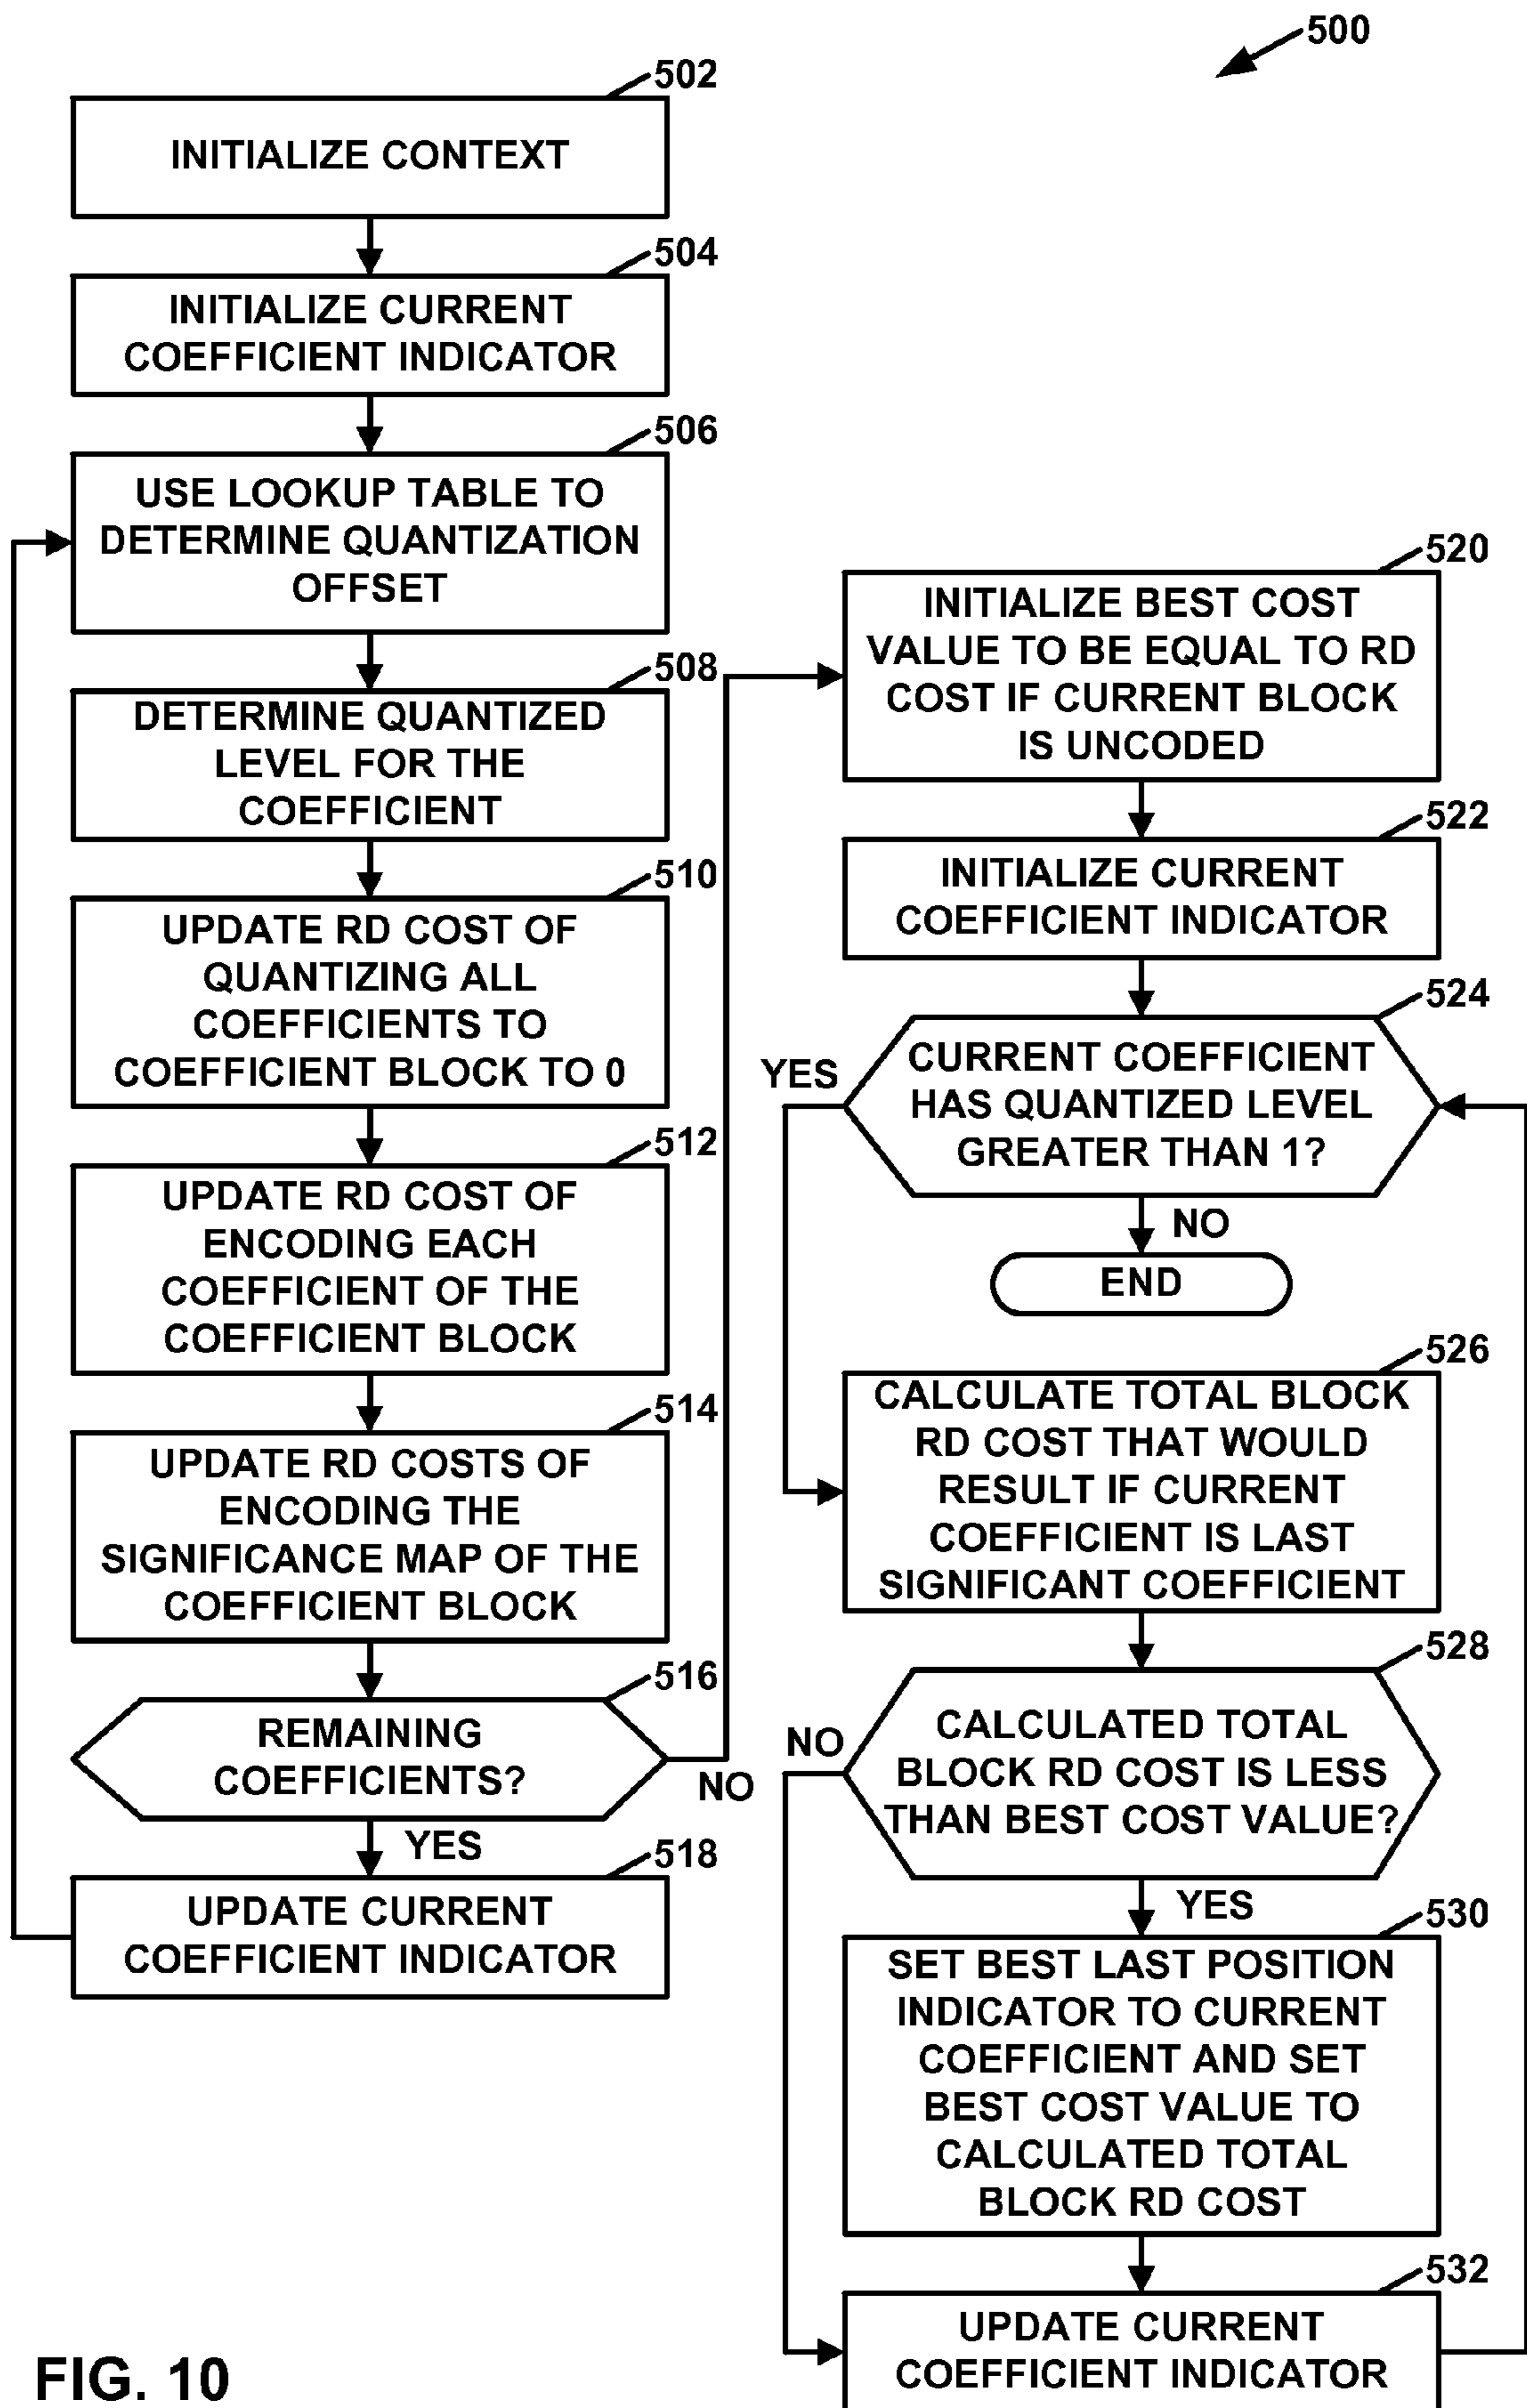 500
502
INITIALIZE CONTEXT
504
INITIALIZE CURRENT
COEFFICIENT INDICATOR
506
USE LOOKUP TABLE TO
DETERMINE QUANTIZATION
OFFSET
508
DETERMINE QUANTIZED
LEVEL FOR THE
COEFFICIENT
510
UPDATE RD COST OF
QUANTIZING ALL
COEFFICIENTS TO
COEFFICIENT BLOCK TO 0
512
UPDATE RD COST OF
ENCODING EACH
COEFFICIENT OF THE
COEFFICIENT BLOCK
514
UPDATE RD COSTS OF
ENCODING THE
SIGNIFICANCE MAP OF THE
COEFFICIENT BLOCK
516
REMAINING
COEFFICIENTS?
NO
YES
518
UPDATE CURRENT
COEFFICIENT INDICATOR
520
INITIALIZE BEST COST
VALUE TO BE EQUAL TO RD
COST IF CURRENT BLOCK
IS UNCODED
522
INITIALIZE CURRENT
COEFFICIENT INDICATOR
524
YES
CURRENT COEFFICIENT
HAS QUANTIZED LEVEL
GREATER THAN 1?
NO
END
526
CALCULATE TOTAL BLOCK
RD COST THAT WOULD
RESULT IF CURRENT
COEFFICIENT IS LAST
SIGNIFICANT COEFFICIENT
528
NO
CALCULATED TOTAL
BLOCK RD COST IS LESS
THAN BEST COST VALUE?
YES
530
SET BEST LAST POSITION
INDICATOR TO CURRENT
COEFFICIENT AND SET
BEST COST VALUE TO
CALCULATED TOTAL
BLOCK RD COST
532
UPDATE CURRENT
COEFFICIENT INDICATOR
FIG. 10